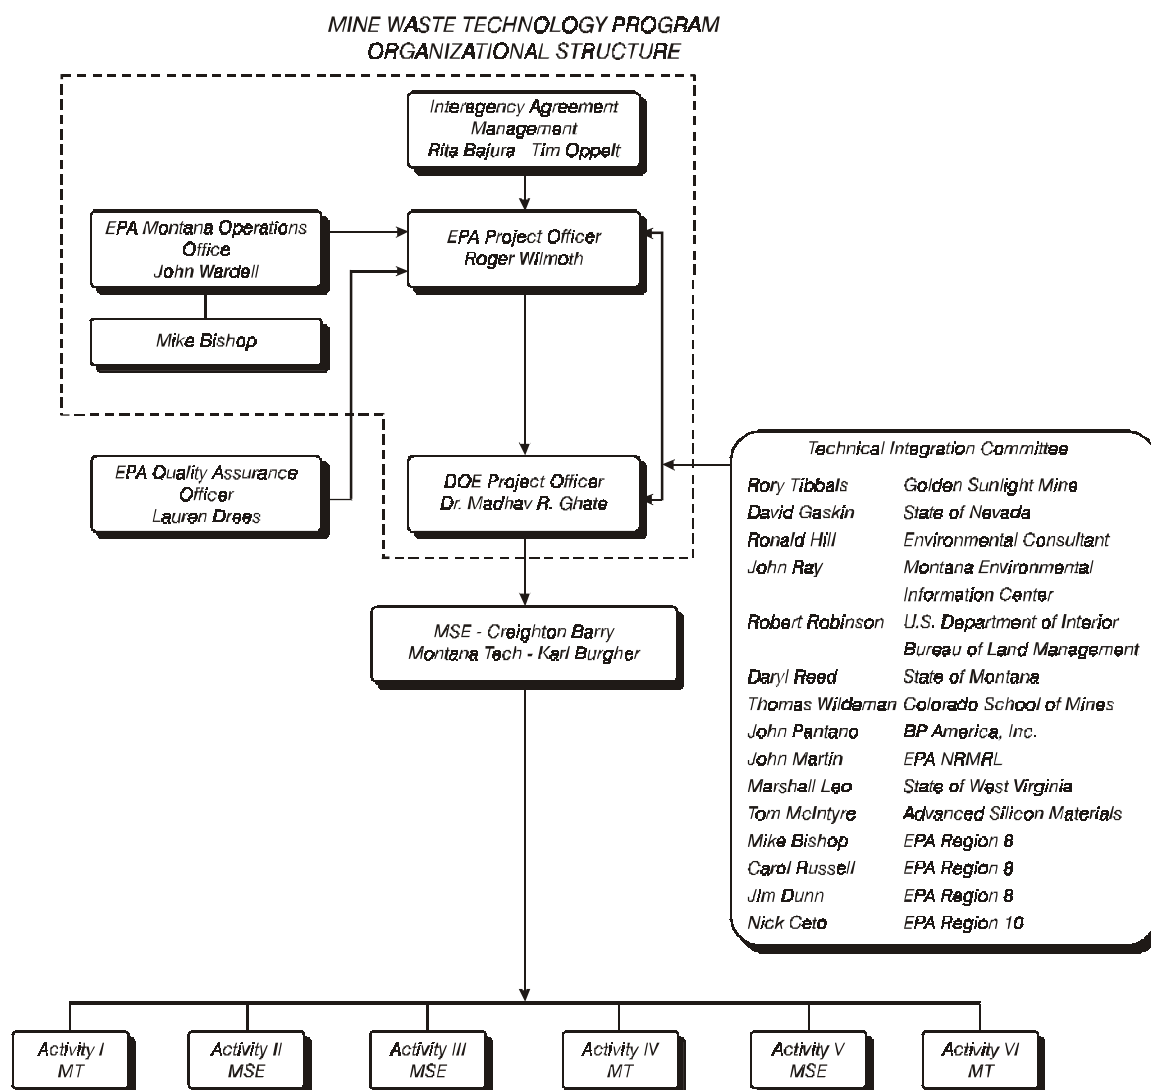 MINE WASTE TECHNOLOGY PROGRAM
ORGANIZATIONAL STRUCTURE
Interagency Agreement
Management
Rita Bajura Tim Oppelt
EPA Montana Operations
Office
John Wardell
EPA Project Officer
Roger Wilmoth
Mike Bishop
EPA Quality Assurance
Officer
Lauren Drees
DOE Project Officer
Dr. Madhav R. Ghate
MSE - Creighton Barry
Montana Tech - Karl Burgher
Technical Integration Committee
Rory Tibbals Golden Sunlight Mine
David Gaskin State of Nevada
Ronald Hill Environmental Consultant
John Ray Montana Environmental
Information Center
Robert Robinson U.S. Department of Interior
Bureau of Land Management
Daryl Reed State of Montana
Thomas Wildeman Colorado School of Mines
John Pantano BP America, Inc.
John Martin EPA NRMRL
Marshall Leo State of West Virginia
Tom McIntyre Advanced Silicon Materials
Mike Bishop EPA Region 8
Carol Russell EPA Region 8
Jim Dunn EPA Region 8
Nick Ceto EPA Region 10
Activity I
MT
Activity II
MSE
Activity III
MSE
Activity IV
MT
Activity V
MSE
Activity VI
MT